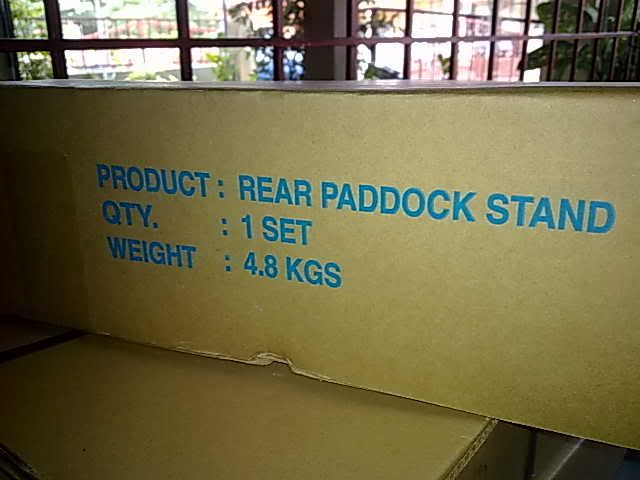 PRODUCT : REAR PADDOCK STAND
QTY. : 1 SET
WEIGHT : 4.8 KGS